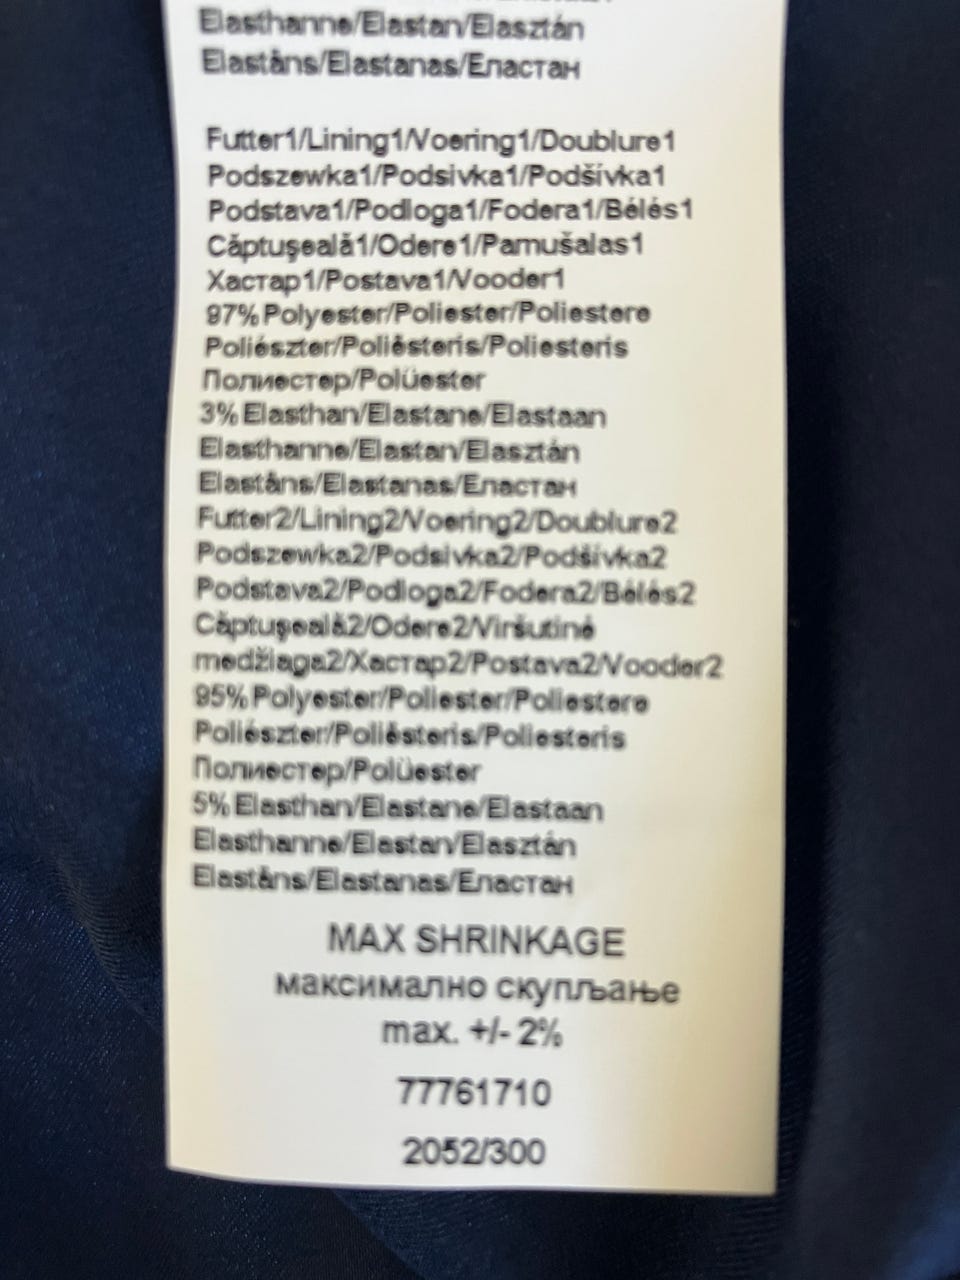 Elasthanne/Elastan/Elasztán
Elastāns/Elastanas/Еластан
Futter1/Lining1/Voering1/Doublure1
Podszewka1/Podsivka1/Podšívka1
Podstava1/Podloga1/Fodera1/Bélés1
Căptuşeală1/Odere1/Pamušalas1
Хастар1/Postava1/Vooder1
97% Polyester/Poliester/Poliestere
Poliészter/Poliēsteris/Poliesteris
Полиестер/Polüester
3% Elasthan/Elastane/Elastaan
Elasthanne/Elastan/Elasztán
Elastāns/Elastanas/Еластан
Futter2/Lining2/Voering2/Doublure2
Podszewka2/Podsivka2/Podšívka2
Podstava2/Podloga2/Fodera2/Bélés2
Căptuşeală2/Odere2/Viršutinė
medžiaga2/Хастар2/Postava2/Vooder2
95% Polyester/Poliester/Poliestere
Poliészter/Poliēsteris/Poliesteris
Полиестер/Polüester
5% Elasthan/Elastane/Elastaan
Elasthanne/Elastan/Elasztán
Elastāns/Elastanas/Еластан
MAX SHRINKAGE
максимално скупљање
max. +/- 2%
77761710
2052/300